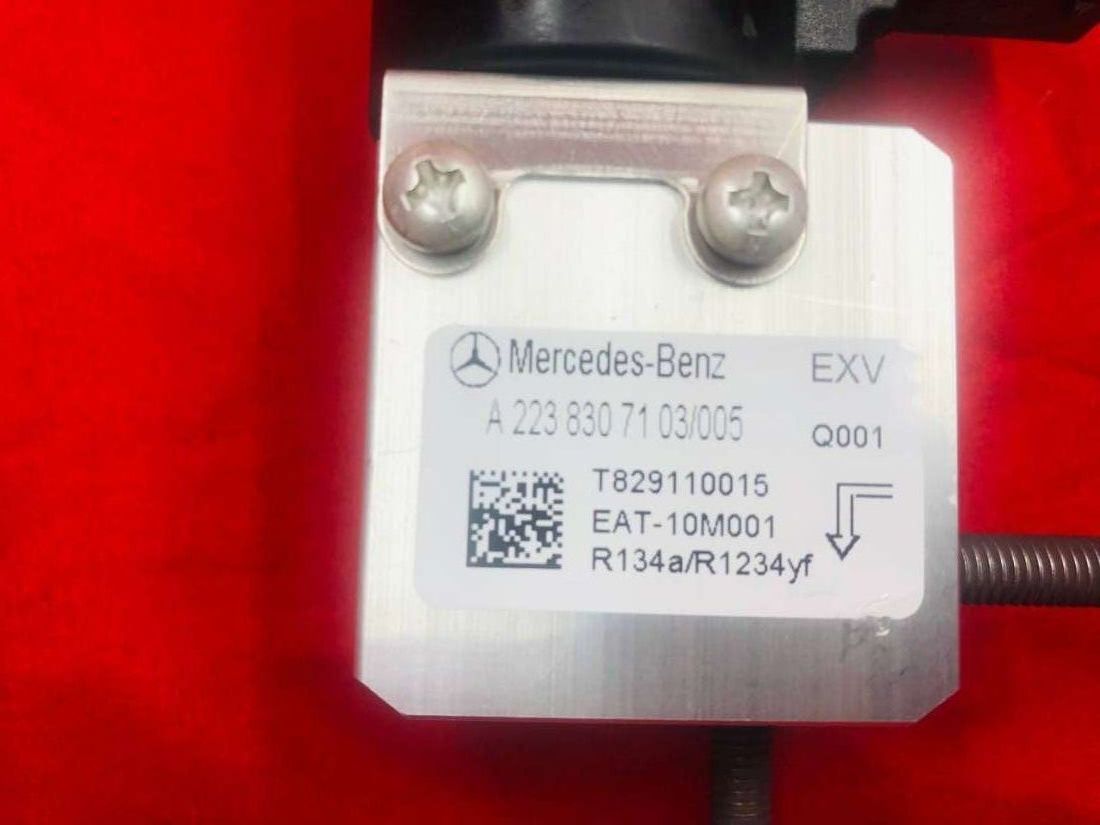 Mercedes-Benz EXV
A 223 830 71 03/005
Q001
T829110015
EAT-10M001
R134a/R1234yf